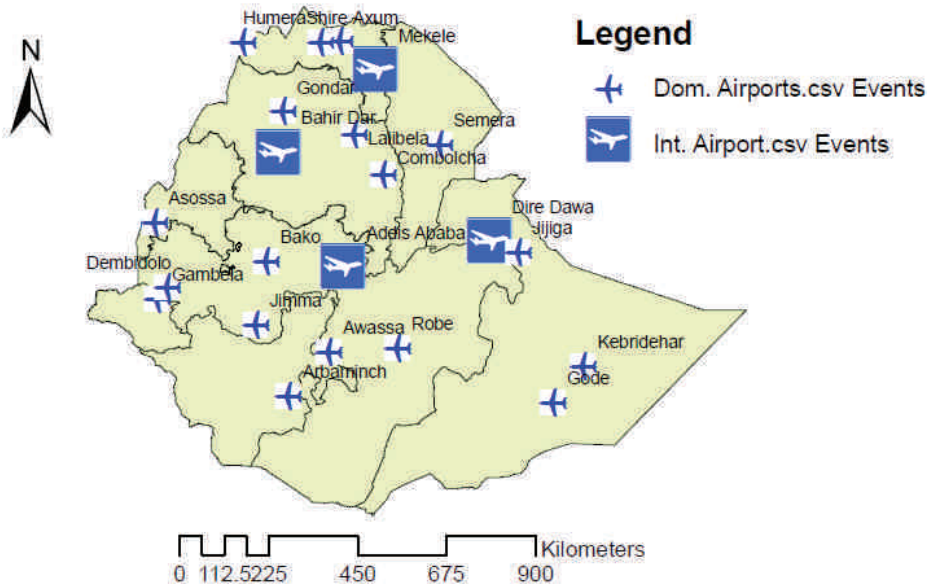 N
HumeraShire Axum
Mekele
Gondar
Bahir Dar
Lalibela
Semera
Combolcha
Asossa
Dire Dawa
Jijiga
Bako
Addis Ababa
Dembidolo
Gambela
Jimma
Awassa
Robe
Arbaminch
Kebridehar
Gode
Legend
Dom. Airports.csv Events
Int. Airport.csv Events
Kilometers
0 112.5225 450 675 900